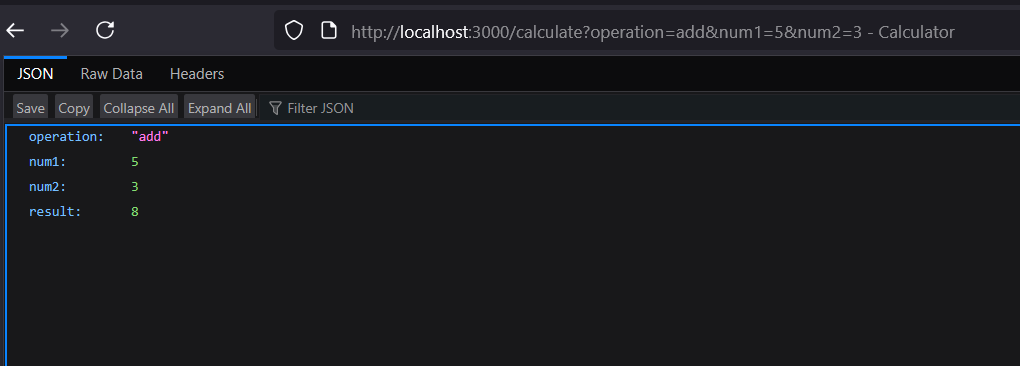 http://localhost:3000/calculate?operation=add&num1=5&num2=3 - Calculator
JSON Raw Data Headers
Save Copy Collapse All Expand All Filter JSON
operation: "add"
num1: 5
num2: 3
result: 8